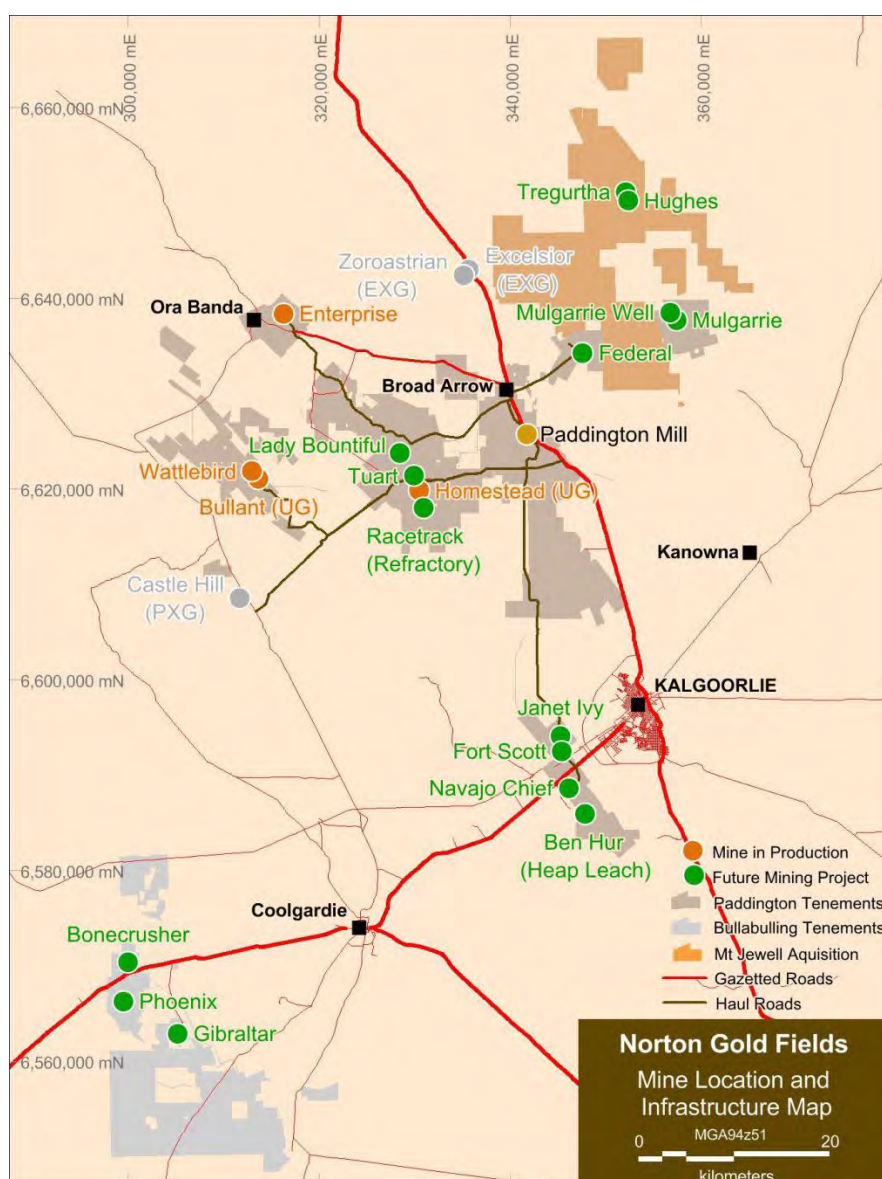 300,000 mE
320,000 mE
340,000 mE
360,000 mE
6,660,000 mN
Tregurtha
Hughes
Zoroastrian
(EXG)
Excelsior
(EXG)
6,640,000 mN
Ora Banda
Enterprise
Mulgarrie Well
Mulgarrie
Federal
Broad Arrow
Paddington Mill
Lady Bountiful
Wattlebird
Tuart
6,620,000 mN
Homestead (UG)
Bullant (UG)
Racetrack
(Refractory)
Kanowna
Castle Hill
(PXG)
6,600,000 mN
KALGOORLIE
Janet Ivy
Fort Scott
Navajo Chief
Ben Hur
(Heap Leach)
6,580,000 mN
Mine in Production
Future Mining Project
Paddington Tenements
Bullabulling Tenements
Mt Jewell Aquisition
Gazetted Roads
Haul Roads
Coolgardie
Bonecrusher
Phoenix
Gibraltar
6,560,000 mN
Norton Gold Fields
Mine Location and
Infrastructure Map
MGA94z51
0 20
kilometers